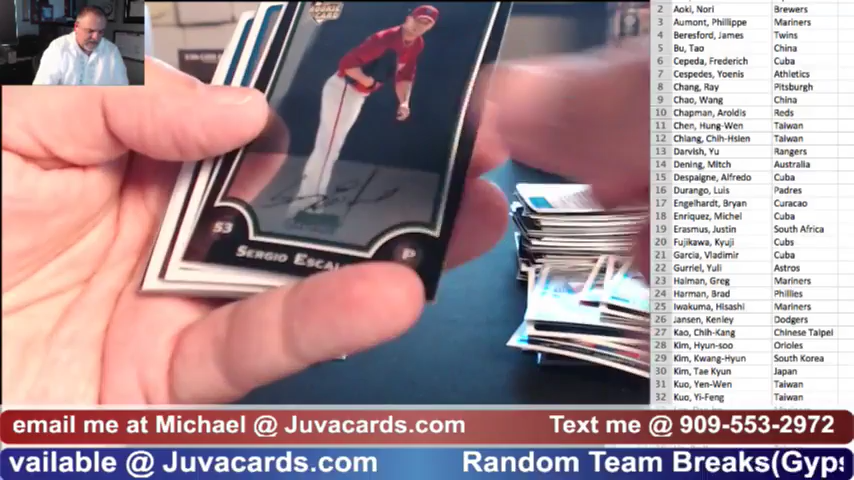 ROOKIE CARD
53
SERGIO ESCAL
P
2 Aoki, Nori Brewers
3 Aumont, Phillippe Mariners
4 Beresford, James Twins
5 Bu, Tao China
6 Cepeda, Frederich Cuba
7 Cespedes, Yoenis Athletics
8 Chang, Ray Pitsburgh
9 Chao, Wang China
10 Chapman, Aroldis Reds
11 Chen, Hung-Wen Taiwan
12 Chiang, Chih-Hsien Taiwan
13 Darvish, Yu Rangers
14 Dening, Mitch Australia
15 Despaigne, Alfredo Cuba
16 Durango, Luis Padres
17 Engelhardt, Bryan Curacao
18 Enriquez, Michel Cuba
19 Erasmus, Justin South Africa
20 Fujikawa, Kyuji Cubs
21 Garcia, Vladimir Cuba
22 Gurriel, Yuli Astros
23 Halman, Greg Mariners
24 Harman, Brad Phillies
25 Iwakuma, Hisashi Mariners
26 Jansen, Kenley Dodgers
27 Kao, Chih-Kang Chinese Taipel
28 Kim, Hyun-soo Orioles
29 Kim, Kwang-Hyun South Korea
30 Kim, Tae Kyun Japan
31 Kuo, Yen-Wen Taiwan
32 Kuo, Yi-Feng Taiwan
email me at Michael @ Juvacards.com Text me @ 909-553-2972
vailable @ Juvacards.com Random Team Breaks(Gyps